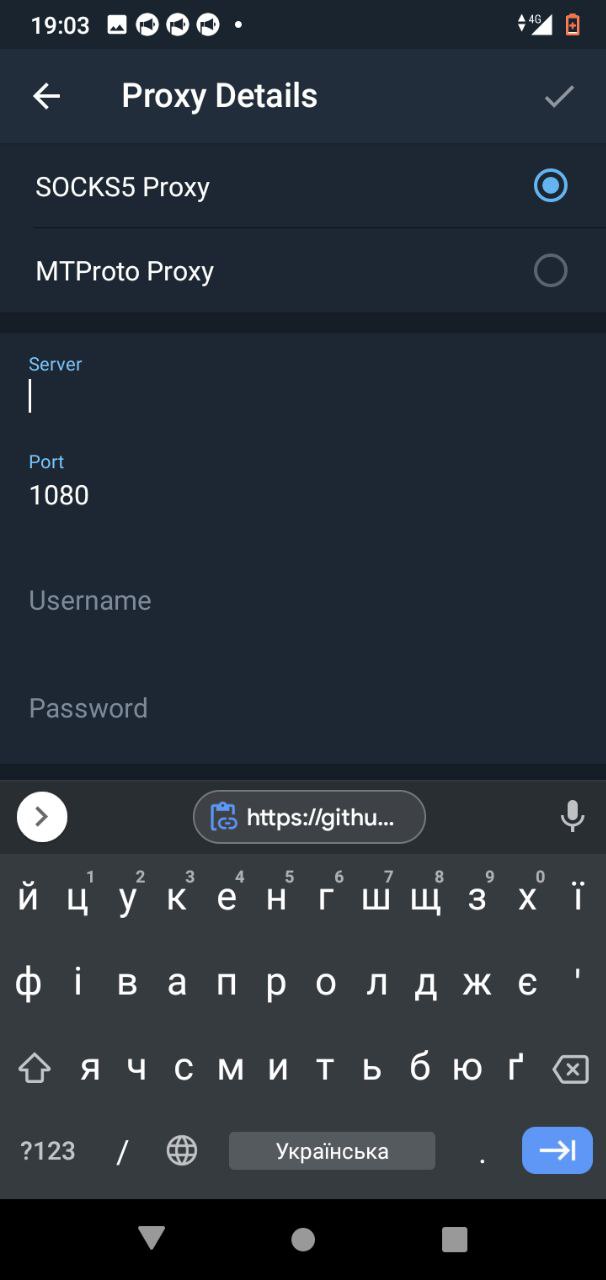 19:03 4G
Proxy Details
SOCKS5 Proxy
MTProto Proxy
Server
Port
1080
Username
Password
https://githu...
1 2 3 4 5 6 7 8 9 0
й ц у к е н г ш щ з х ї
ф і в а п р о л д ж є '
я ч с м и т ь б ю ґ
?123 / Українська .